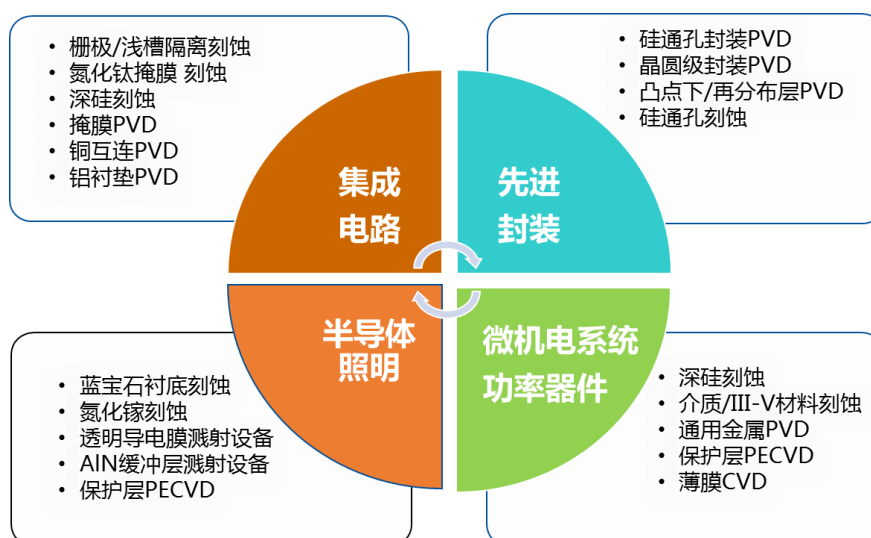 栅极/浅槽隔离刻蚀
氮化钛掩膜 刻蚀
深硅刻蚀
掩膜PVD
铜互连PVD
铝衬垫PVD
硅通孔封装PVD
晶圆级封装PVD
凸点下/再分布层PVD
硅通孔刻蚀
集成
电路
先进
封装
半导体
照明
微机电系统
功率器件
蓝宝石衬底刻蚀
氮化镓刻蚀
透明导电膜溅射设备
AlN缓冲层溅射设备
保护层PECVD
深硅刻蚀
介质/III-V材料刻蚀
通用金属PVD
保护层PECVD
薄膜CVD